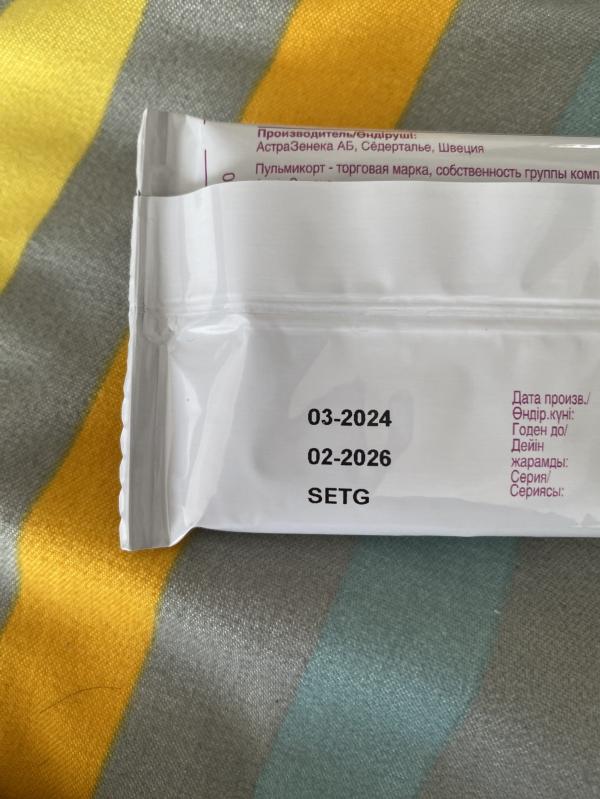 Производитель/Өндіруші:
АстраЗенека АБ, Сёдерталье, Швеция
Пульмикорт - торговая марка, собственность группы
03-2024
02-2026
SETG
Дата произв./
Өндір.күні:
Годен до/
Дейін
жарамды:
Серия/
Сериясы: